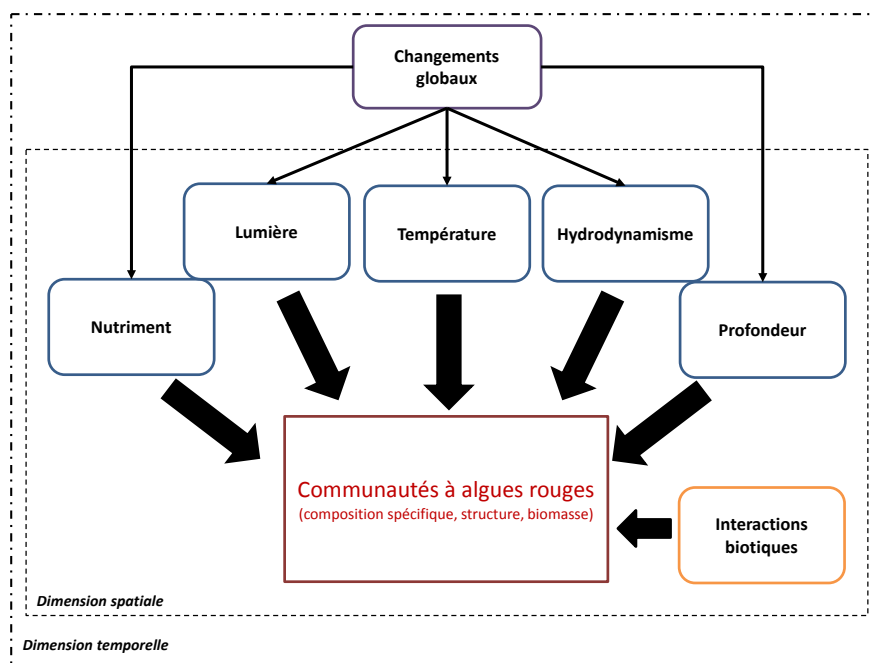 Changements
globaux
Lumière
Température
Hydrodynamisme
Nutriment
Profondeur
Communautés à algues rouges
(composition spécifique, structure, biomasse)
Interactions
biotiques
Dimension spatiale
Dimension temporelle